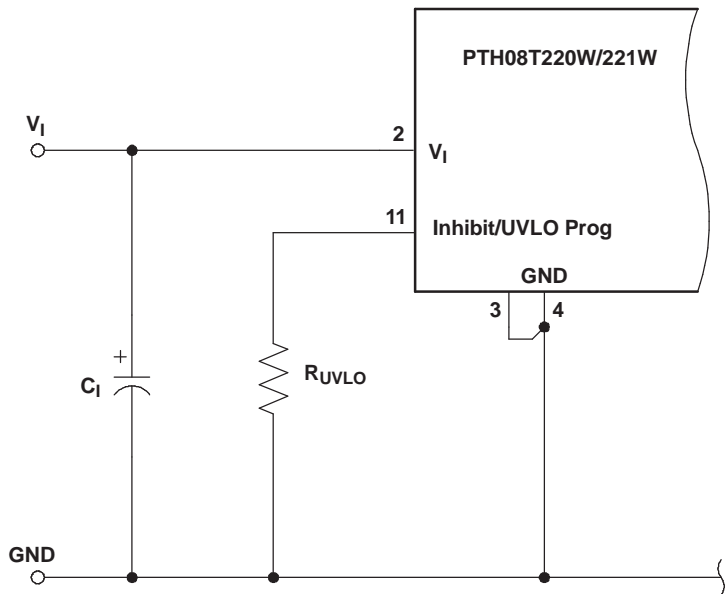 PTH08T220W/221W
V_I
2
V_I
11
Inhibit/UVLO Prog
GND
3
4
+
C_I
R_UVLO
GND